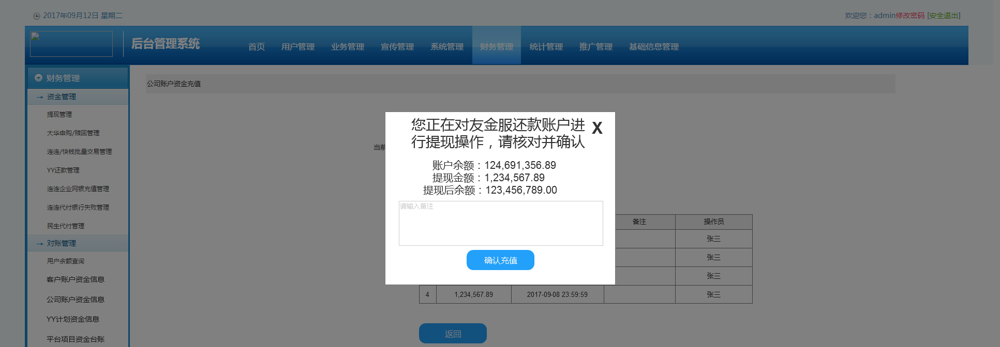 2017年09月12日 星期二
欢迎您：admin修改密码 [安全退出]
后台管理系统
首页 用户管理 业务管理 宣传管理 系统管理 财务管理 统计管理 推广管理 基础信息管理
财务管理
资金管理
提现管理
大华申购/赎回管理
连连/快钱批量交易管理
YY还款管理
连连企业网银充值管理
连连代付银行失败管理
民生代付管理
对账管理
用户余额查询
客户账户资金信息
公司账户资金信息
YY计划资金信息
平台项目资金台账
公司账户资金充值
当前
您正在对友金服还款账户进 X
行提现操作，请核对并确认
账户余额：124,691,356.89
提现金额：1,234,567.89
提现后余额：123,456,789.00
请输入备注
确认充值
备注 操作员
张三
张三
张三
4 1,234,567.89 2017-09-08 23:59:59 张三
返回